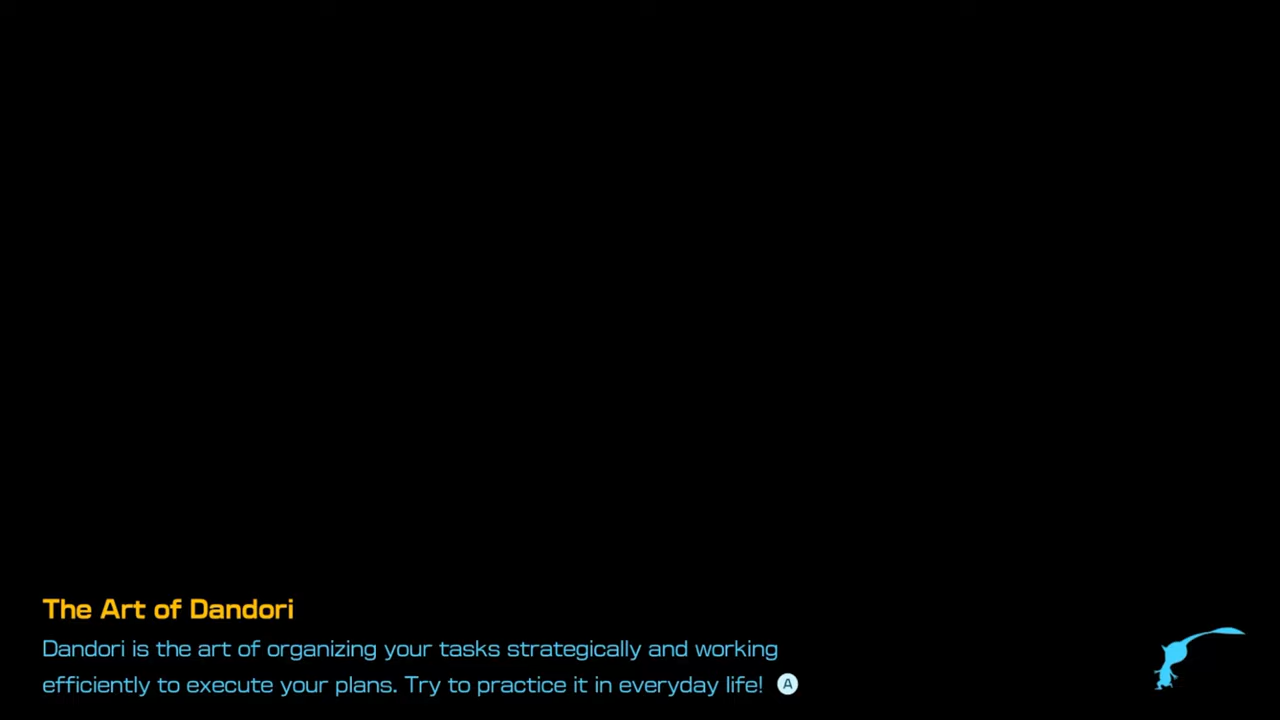 The Art of Dandori
Dandori is the art of organizing your tasks strategically and working
efficiently to execute your plans. Try to practice it in everyday life! A